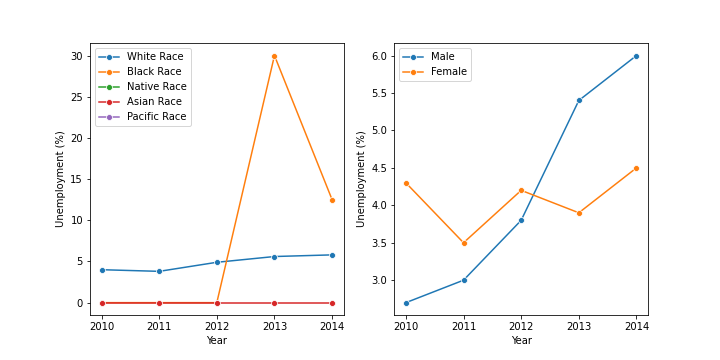 White Race
Black Race
Native Race
Asian Race
Pacific Race
30
25
20
15
10
5
0
Unemployment (%)
2010 2011 2012 2013 2014
Year
Male
Female
6.0
5.5
5.0
4.5
4.0
3.5
3.0
Unemployment (%)
2010 2011 2012 2013 2014
Year